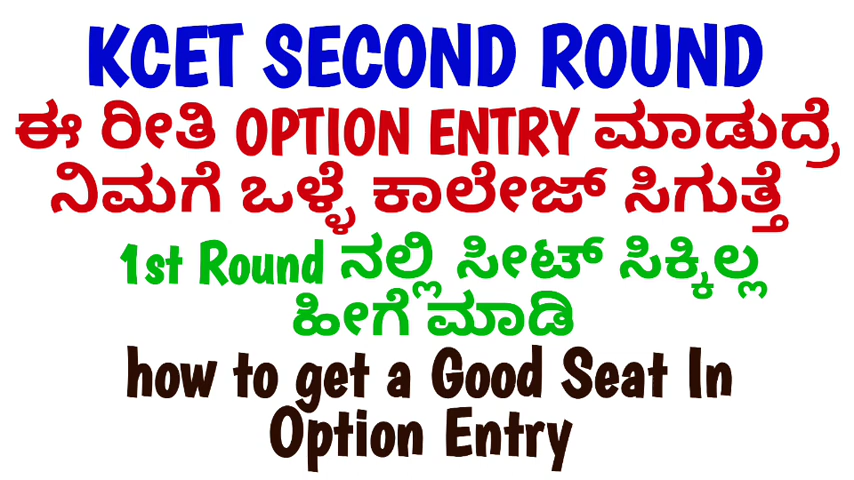 KCET SECOND ROUND
ಈ ರೀತಿ OPTION ENTRY ಮಾಡುದ್ರೆ
ನಿಮಗೆ ಒಳ್ಳೆ ಕಾಲೇಜ್ ಸಿಗುತ್ತೆ
1st Round ನಲ್ಲಿ ಸೀಟ್ ಸಿಕ್ಕಿಲ್ಲ
ಹೀಗೆ ಮಾಡಿ
how to get a Good Seat In
Option Entry